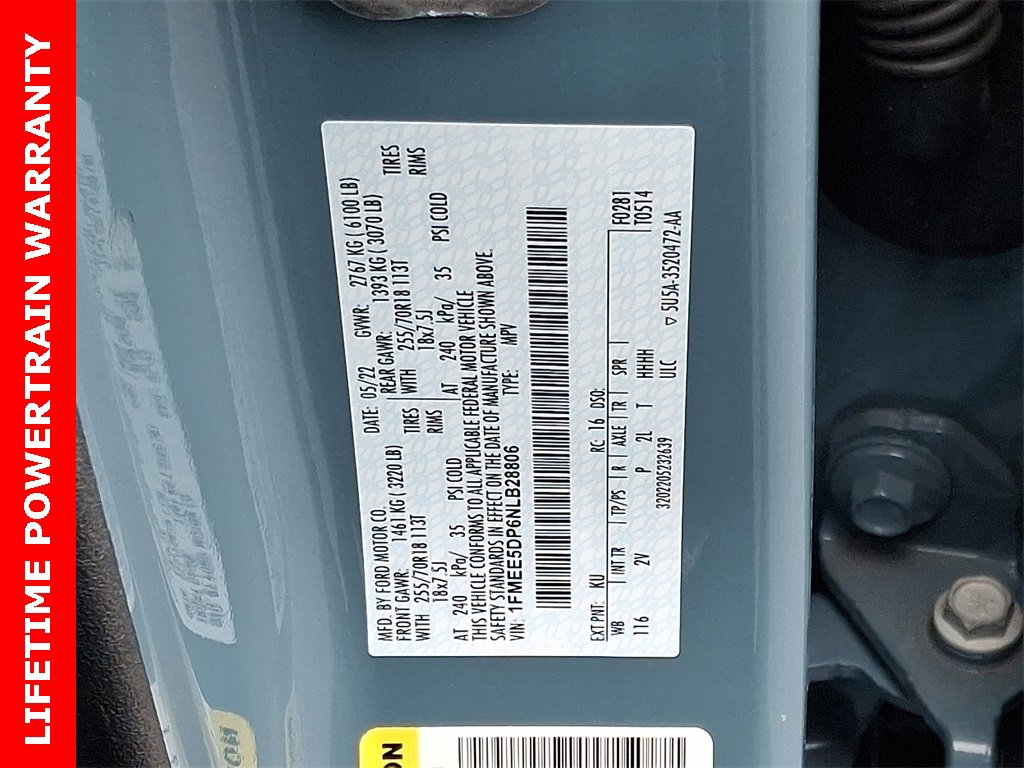 LIFETIME POWERTRAIN WARRANTY
MFD. BY FORD MOTOR CO. DATE: 05/22 GVWR: 2767 KG ( 6100 LB)
FRONT GAWR: 1461 KG ( 3220 LB) REAR GAWR: 1393 KG ( 3070 LB)
WITH 255/70R18 113T TIRES WITH 255/70R18 113T TIRES
18x7.5J RIMS 18x7.5J RIMS
AT 240 kPa/ 35 PSI COLD AT 240 kPa/ 35 PSI COLD
THIS VEHICLE CONFORMS TO ALL APPLICABLE FEDERAL MOTOR VEHICLE
SAFETY STANDARDS IN EFFECT ON THE DATE OF MANUFACTURE SHOWN ABOVE.
VIN: 1FMEE5DP6NLB28806 TYPE: MPV
EXT PNT: KU RC: 16 DSO: F0281
WB INT TR TP/PS R AXLE TR SPR T0514
116 2V P 2L T HHHH
3202205232639 ULC ▽ 5U5A-3520472-AA
ON